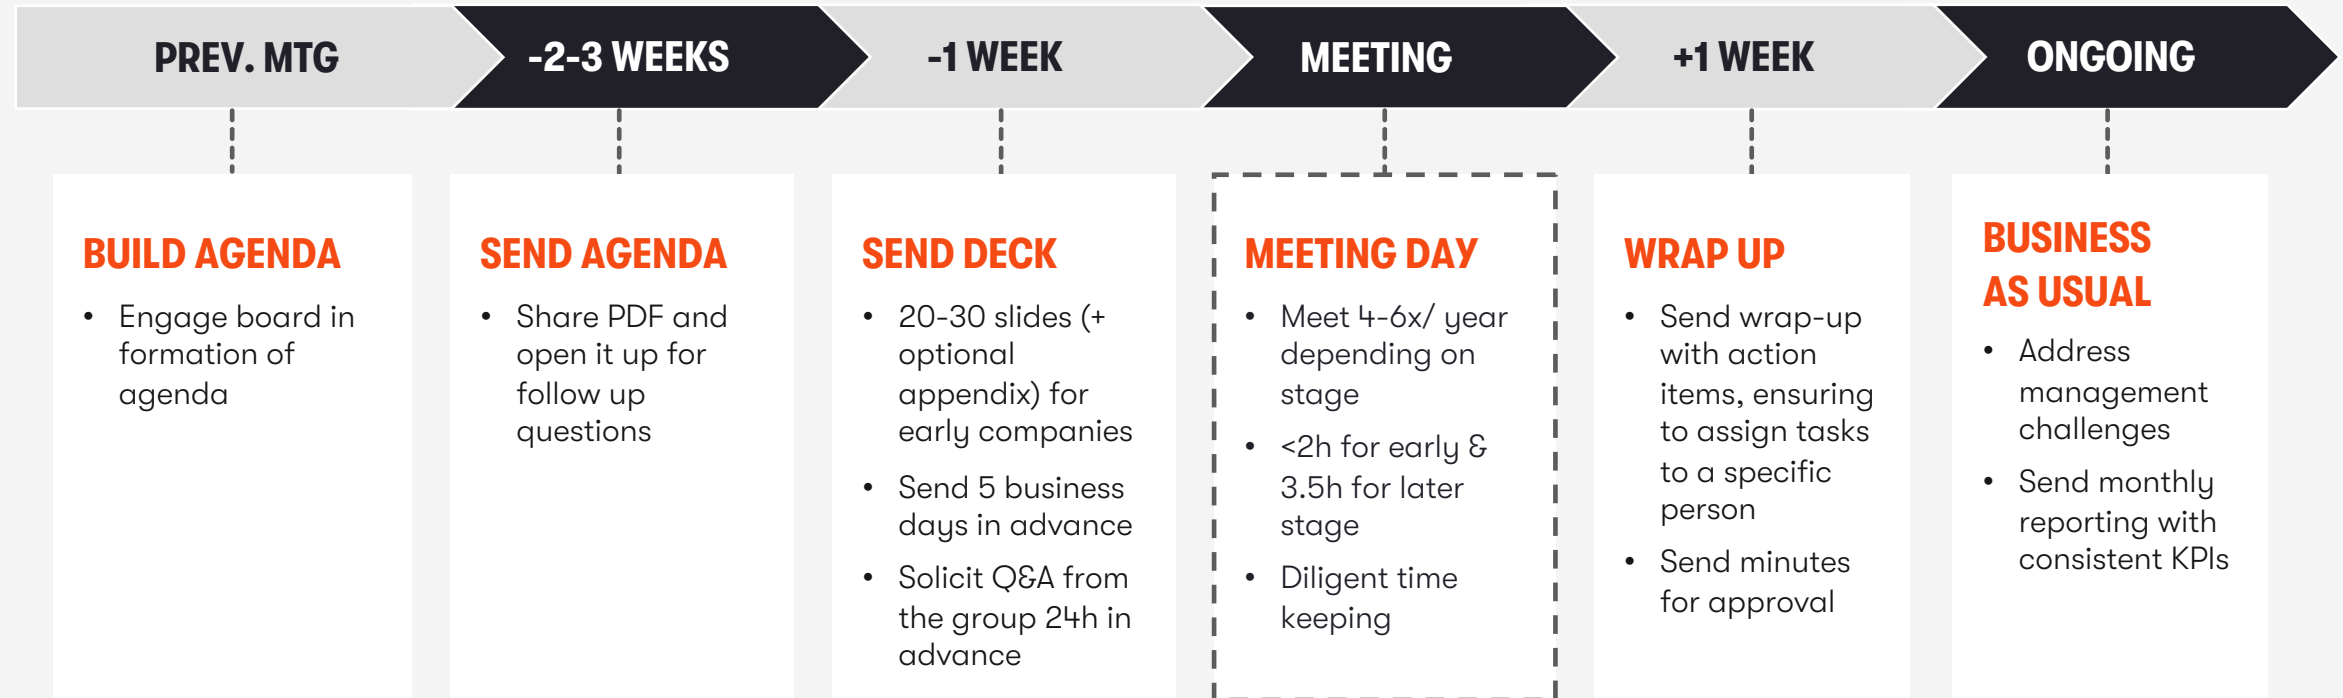 PREV. MTG
-2-3 WEEKS
-1 WEEK
MEETING
+1 WEEK
ONGOING
BUILD AGENDA
• Engage board in
formation of
agenda
SEND AGENDA
• Share PDF and
open it up for
follow up
questions
SEND DECK
• 20-30 slides (+
optional
appendix) for
early companies
• Send 5 business
days in advance
• Solicit Q&A from
the group 24h in
advance
MEETING DAY
• Meet 4-6x/ year
depending on
stage
• <2h for early &
3.5h for later
stage
• Diligent time
keeping
WRAP UP
• Send wrap-up
with action
items, ensuring
to assign tasks
to a specific
person
• Send minutes
for approval
BUSINESS
AS USUAL
• Address
management
challenges
• Send monthly
reporting with
consistent KPIs